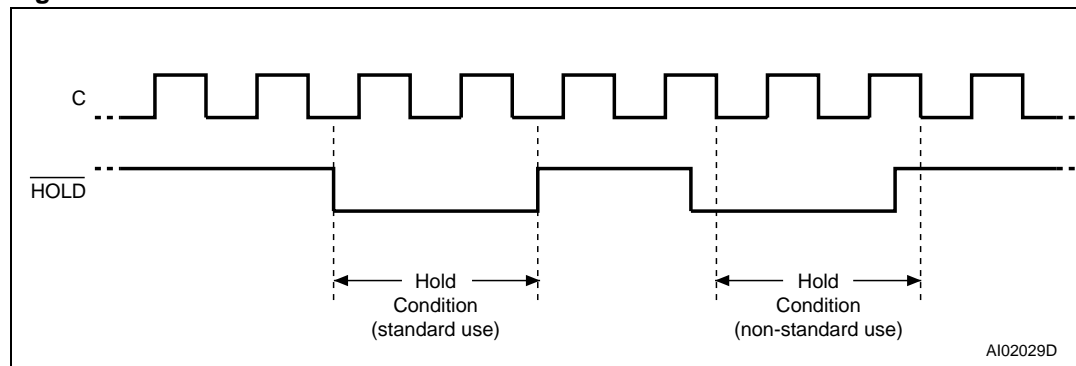 C
HOLD
Hold
Condition
(standard use)
Hold
Condition
(non-standard use)
AI02029D